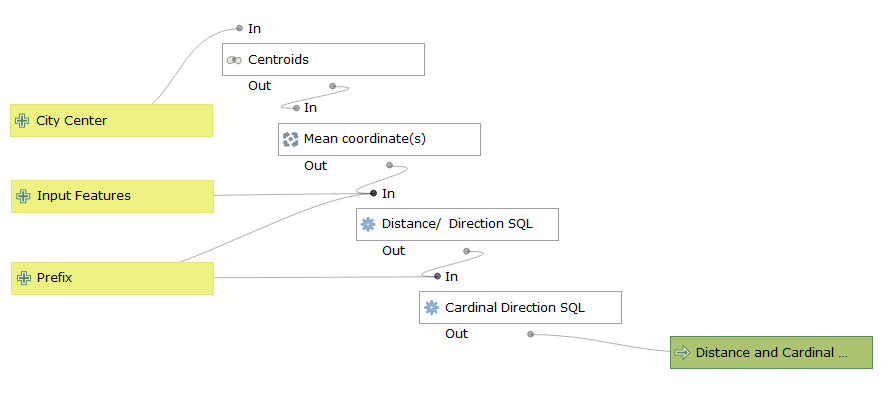 In
Centroids
Out
In
City Center
Mean coordinate(s)
Out
Input Features
In
Distance/  Direction SQL
Out
Prefix
In
Cardinal Direction SQL
Out
Distance and Cardinal ...